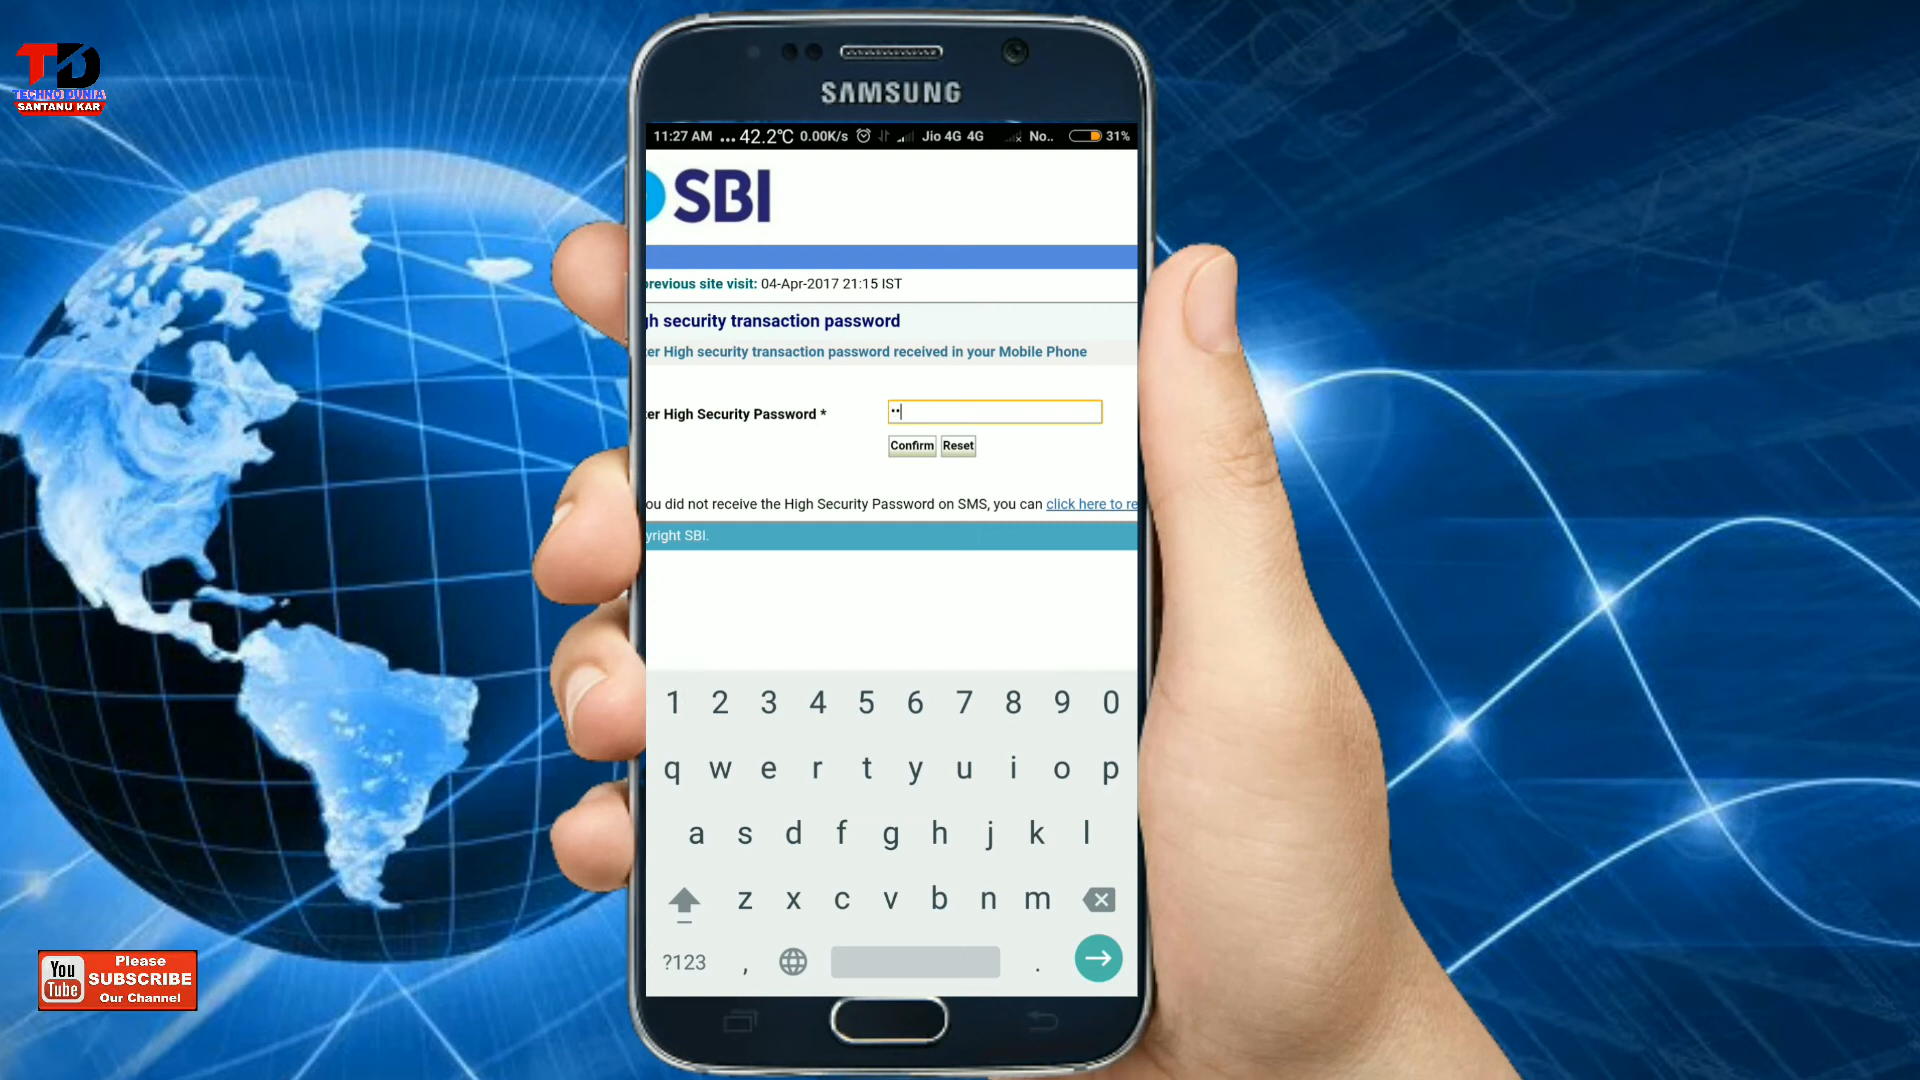 TD
TECHNO DUNIA
SANTANU KAR
SAMSUNG
11:27 AM ... 42.2°C 0.00K/s Jio 4G 4G No.. 31%
SBI
previous site visit: 04-Apr-2017 21:15 IST
gh security transaction password
ter High security transaction password received in your Mobile Phone
ter High Security Password *
Confirm Reset
ou did not receive the High Security Password on SMS, you can click here to re
yright SBI.
1 2 3 4 5 6 7 8 9 0
q w e r t y u i o p
a s d f g h j k l
z x c v b n m
?123 , .
You Tube
Please
SUBSCRIBE
Our Channel